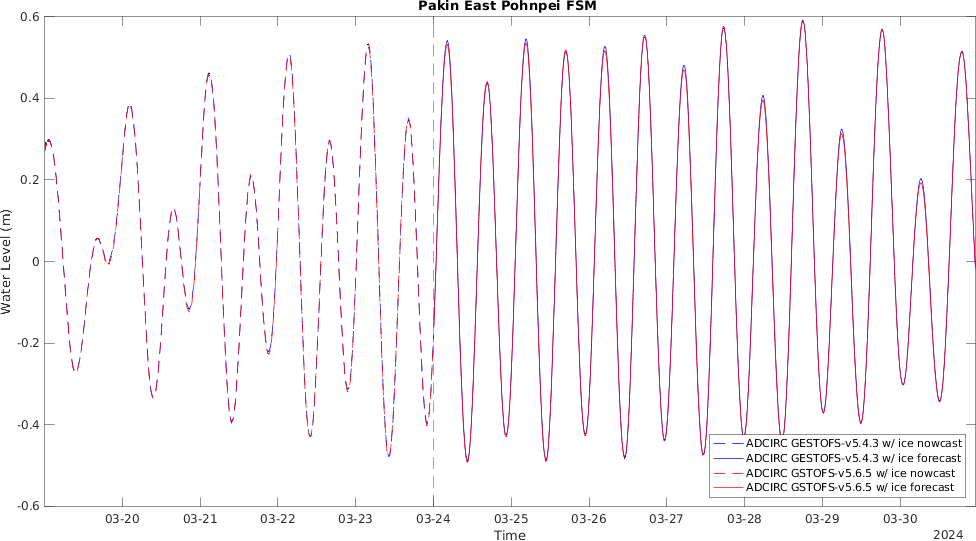 Pakin East Pohnpei FSM
Water Level (m)
0.6
0.4
0.2
0
-0.2
-0.4
-0.6
ADCIRC GESTOFS-v5.4.3 w/ ice nowcast
ADCIRC GESTOFS-v5.4.3 w/ ice forecast
ADCIRC GSTOFS-v5.6.5 w/ ice nowcast
ADCIRC GSTOFS-v5.6.5 w/ ice forecast
03-20 03-21 03-22 03-23 03-24 03-25 03-26 03-27 03-28 03-29 03-30
Time
2024